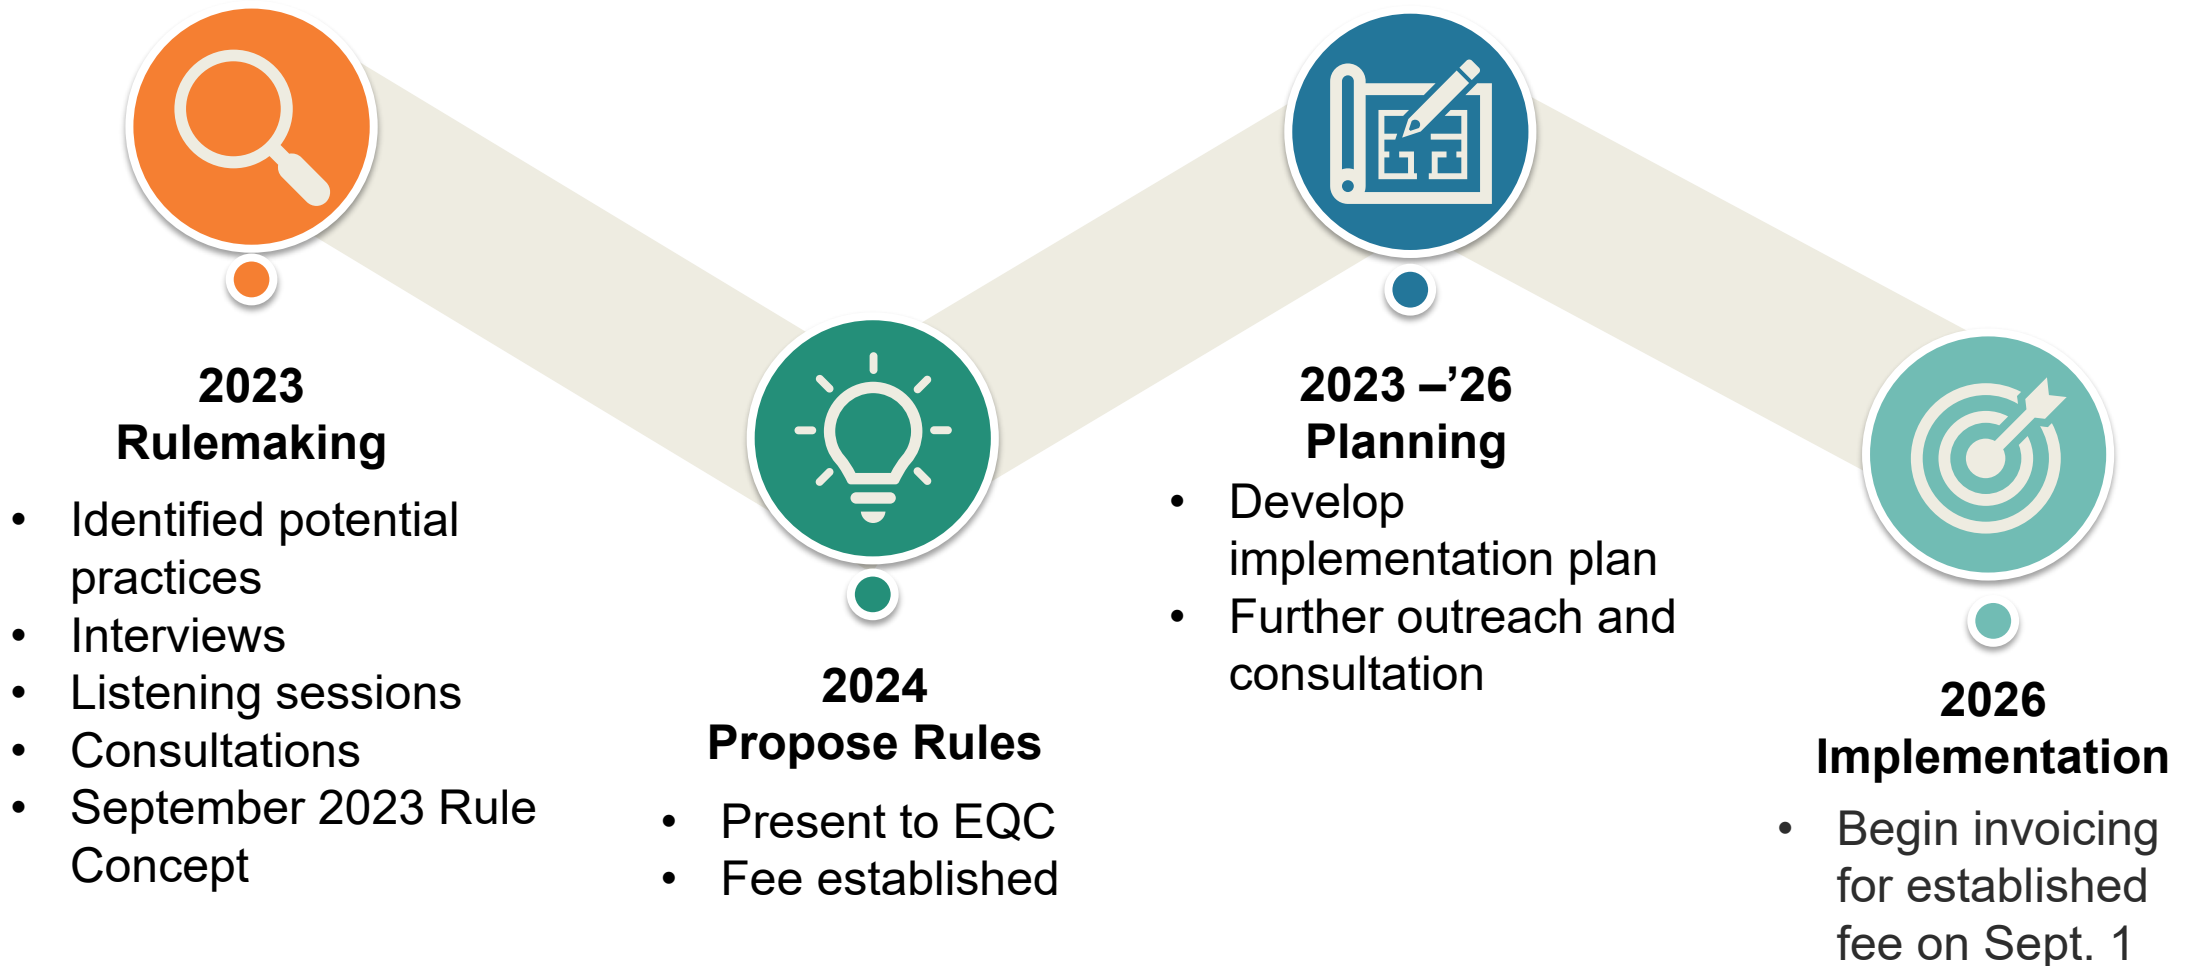 2023
Rulemaking
• Identified potential
practices
• Interviews
• Listening sessions
• Consultations
• September 2023 Rule
Concept
2024
Propose Rules
• Present to EQC
• Fee established
2023 –’26
Planning
• Develop
implementation plan
• Further outreach and
consultation
2026
Implementation
• Begin invoicing
for established
fee on Sept. 1